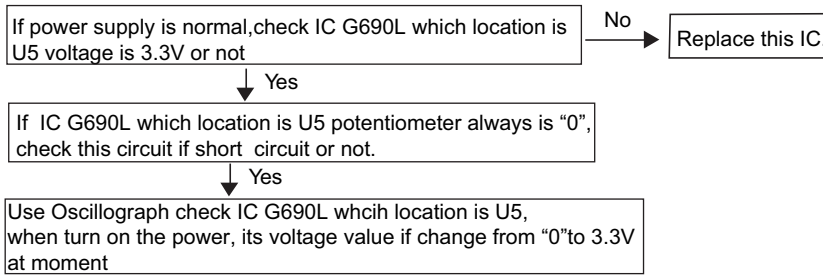 If power supply is normal,check IC G690L which location is
U5 voltage is 3.3V or not
No
Replace this IC.
Yes
If IC G690L which location is U5 potentiometer always is “0”,
check this circuit if short circuit or not.
Yes
Use Oscillograph check IC G690L whcih location is U5,
when turn on the power, its voltage value if change from “0”to 3.3V
at moment